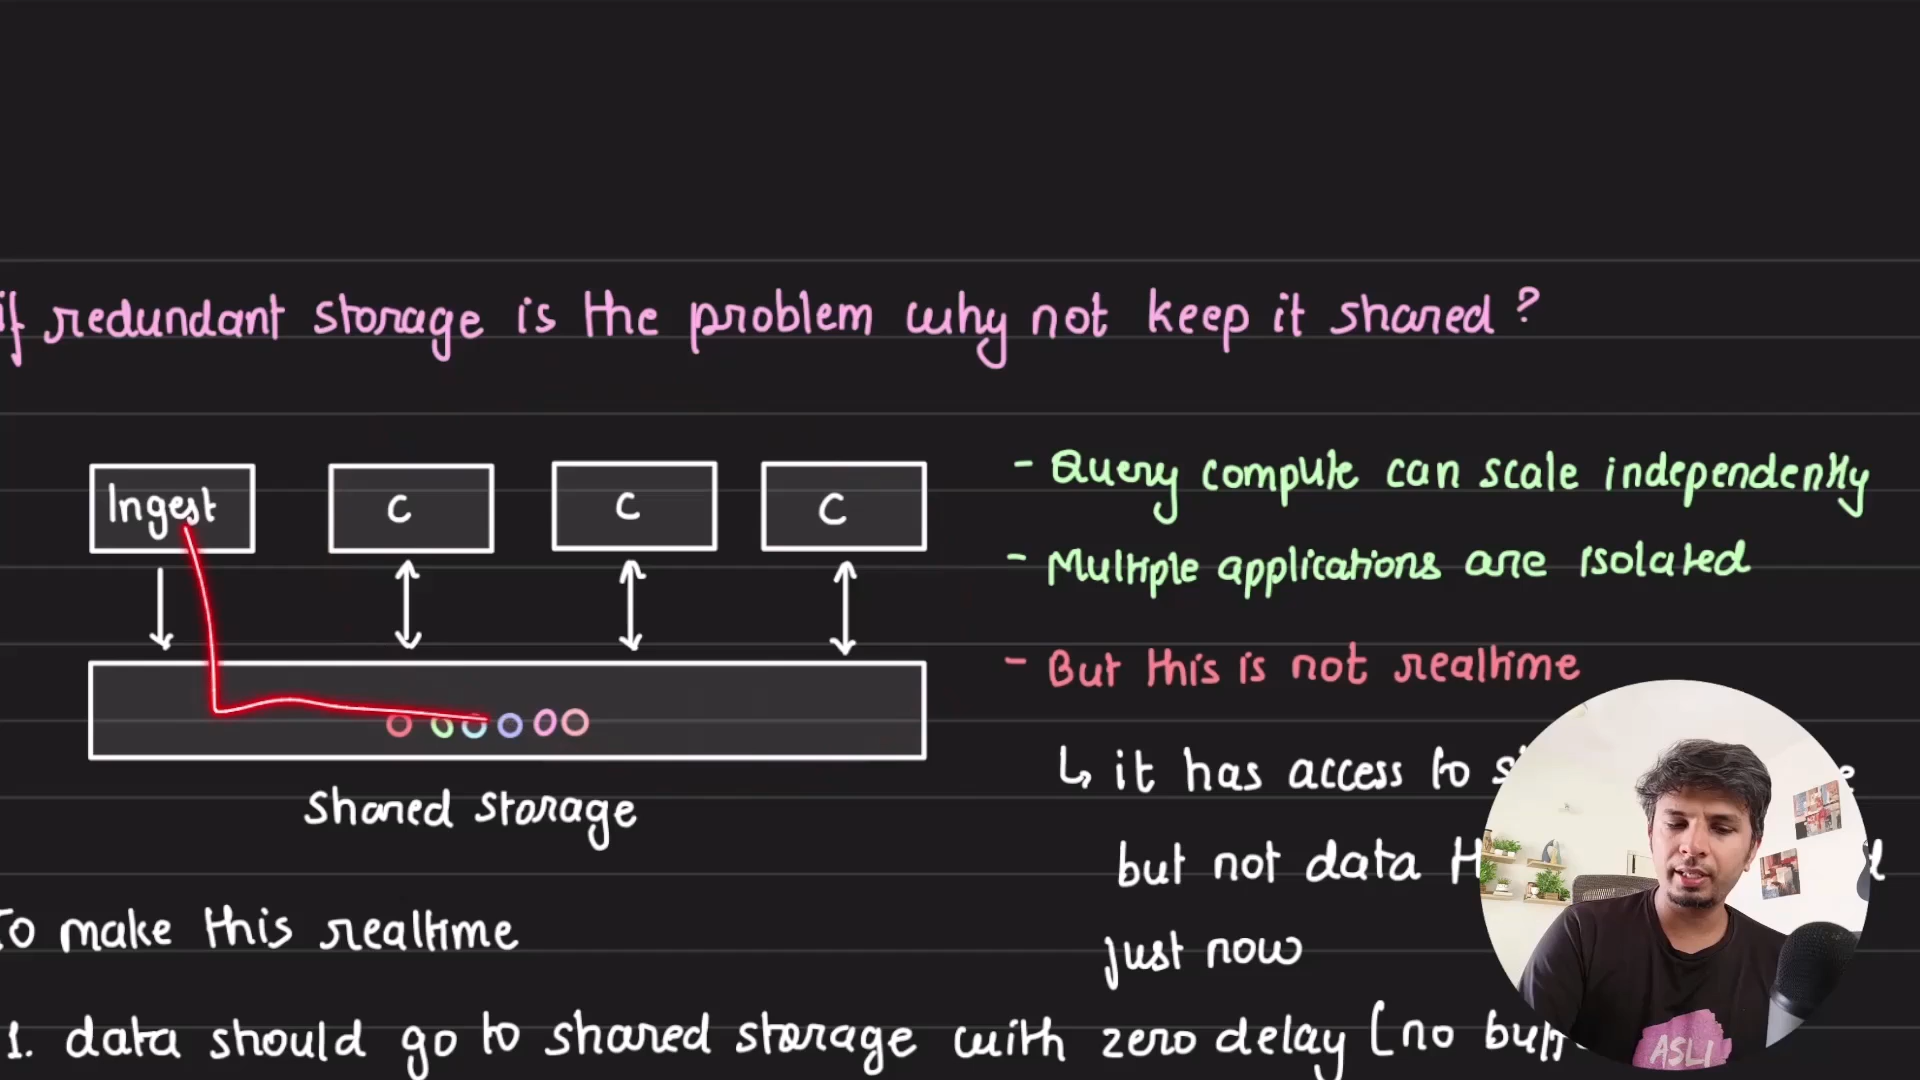 if redundant storage is the problem why not keep it shared?
Ingest C C C
Shared Storage
- Query compute can scale independently
- Multiple applications are isolated
- But this is not realtime
↳ it has access to
but not data
just now
To make this realtime
1. data should go to shared storage with zero delay (no
ASLI